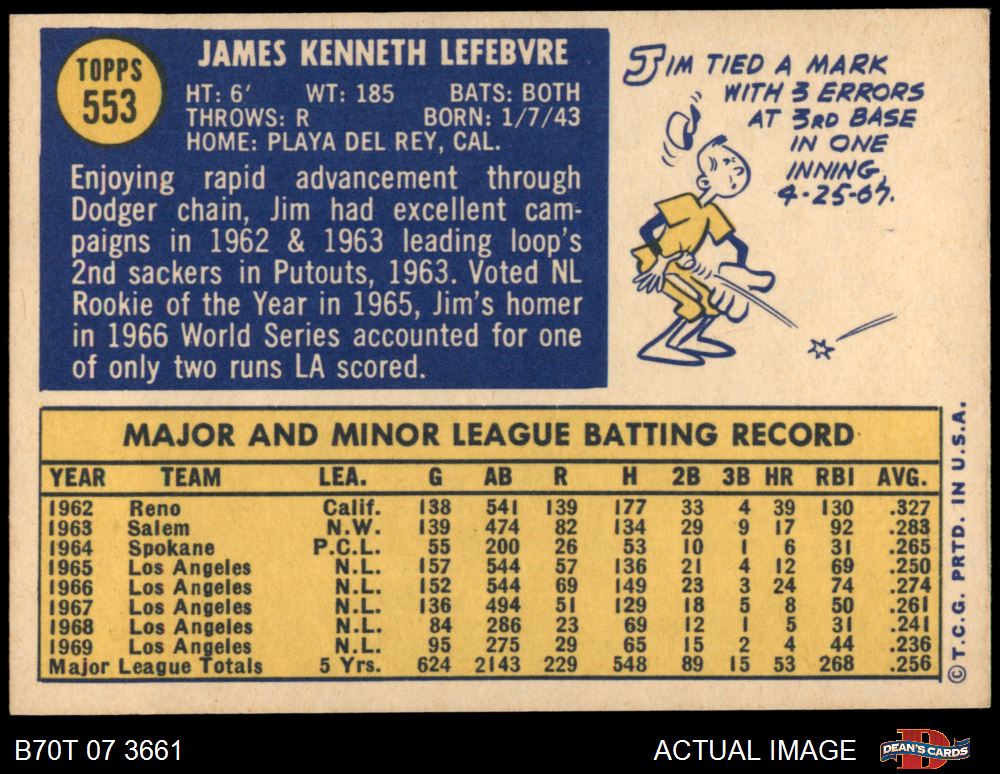 TOPPS
553
JAMES KENNETH LEFEBVRE
HT: 6' WT: 185 BATS: BOTH
THROWS: R BORN: 1/7/43
HOME: PLAYA DEL REY, CAL.
Enjoying rapid advancement through
Dodger chain, Jim had excellent cam-
paigns in 1962 & 1963 leading loop's
2nd sackers in Putouts, 1963. Voted NL
Rookie of the Year in 1965, Jim's homer
in 1966 World Series accounted for one
of only two runs LA scored.
JIM TIED A MARK
WITH 3 ERRORS
AT 3RD BASE
IN ONE
INNING,
4-25-67.
MAJOR AND MINOR LEAGUE BATTING RECORD
YEAR TEAM LEA. G AB R H 2B 3B HR RBI AVG.
1962 Reno Calif. 138 541 139 177 33 4 39 130 .327
1963 Salem N.W. 139 474 82 134 29 9 17 92 .283
1964 Spokane P.C.L. 55 200 26 53 10 1 6 31 .265
1965 Los Angeles N.L. 157 544 57 136 21 4 12 69 .250
1966 Los Angeles N.L. 152 544 69 149 23 3 24 74 .274
1967 Los Angeles N.L. 136 494 51 129 18 5 8 50 .261
1968 Los Angeles N.L. 84 286 23 69 12 1 5 31 .241
1969 Los Angeles N.L. 95 275 29 65 15 2 4 44 .236
Major League Totals 5 Yrs. 624 2143 229 548 89 15 53 268 .256
© T.C.G. PRTD. IN U.S.A.
B70T 07 3661
ACTUAL IMAGE
D
DEAN'S CARDS